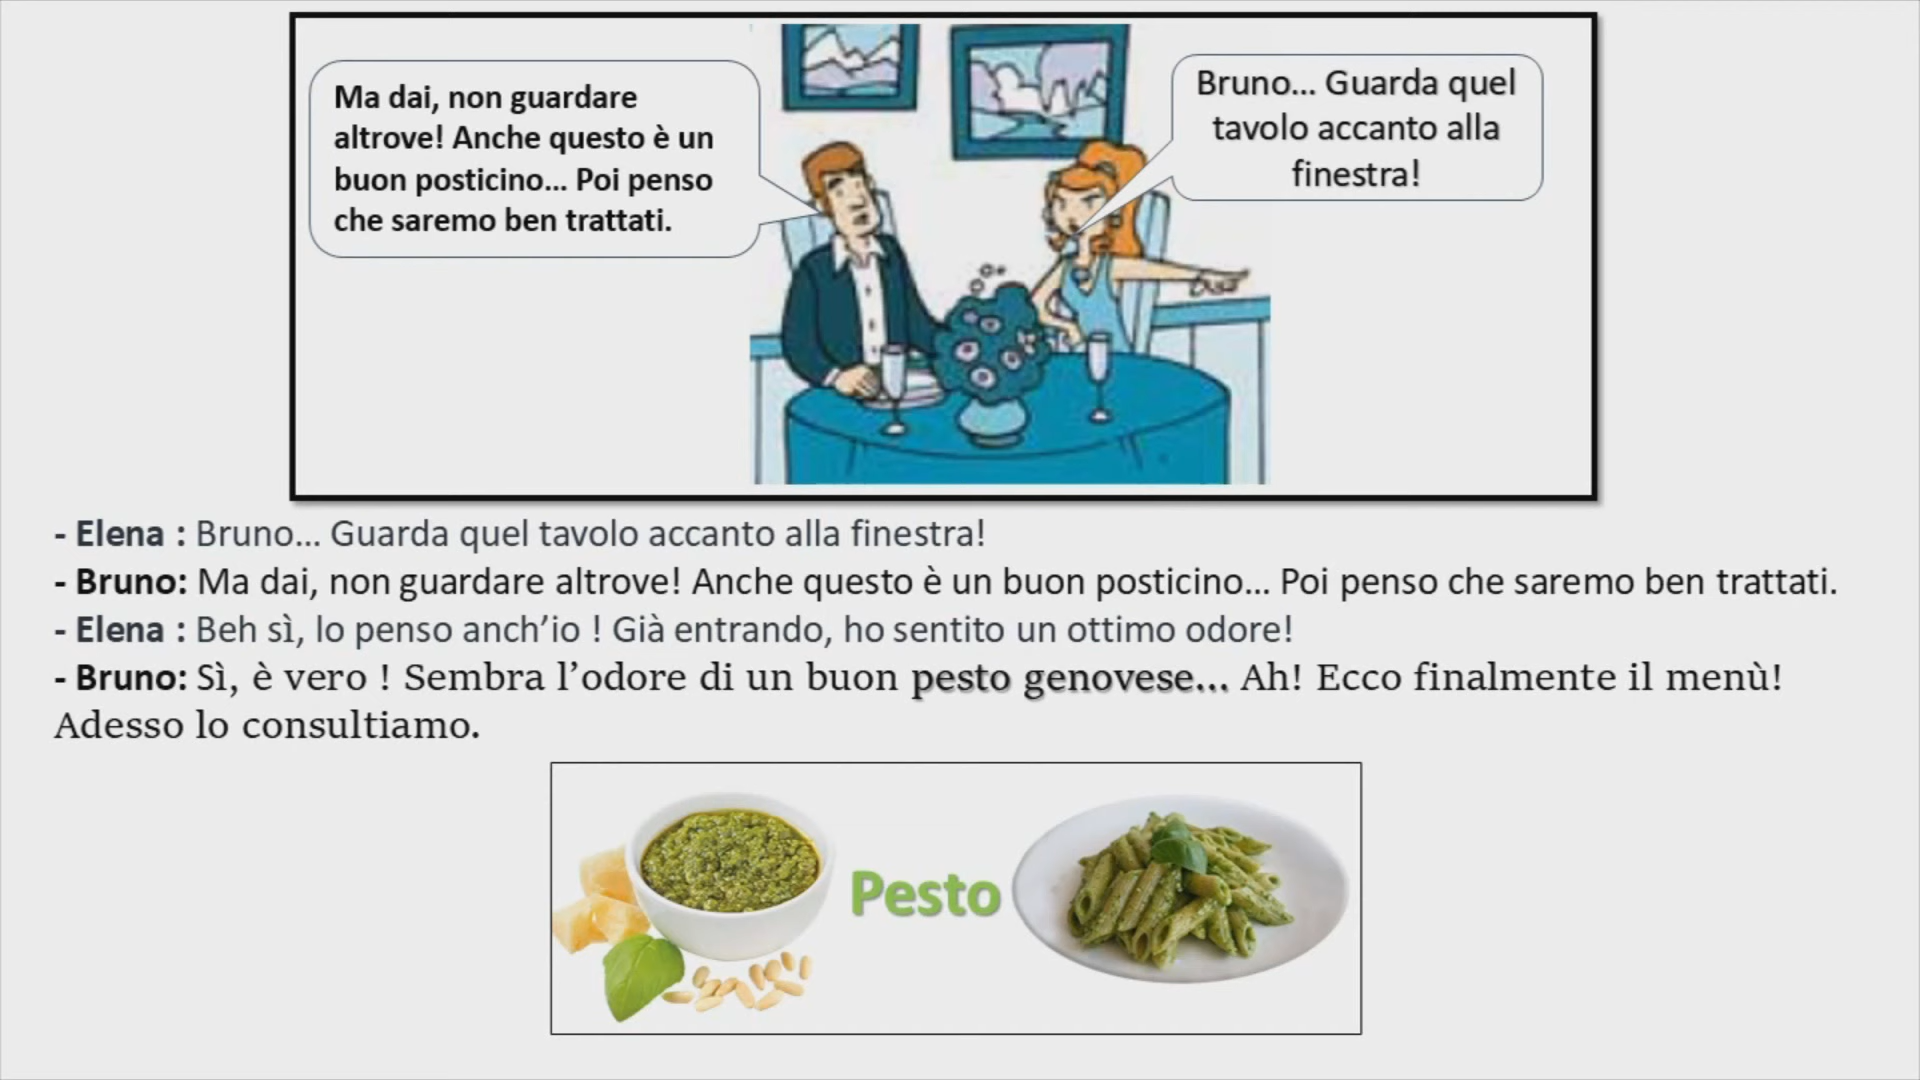 Ma dai, non guardare
altrove! Anche questo è un
buon posticino... Poi penso
che saremo ben trattati.
Bruno... Guarda quel
tavolo accanto alla
finestra!
- Elena : Bruno... Guarda quel tavolo accanto alla finestra!
- Bruno: Ma dai, non guardare altrove! Anche questo è un buon posticino... Poi penso che saremo ben trattati.
- Elena : Beh sì, lo penso anch’io ! Già entrando, ho sentito un ottimo odore!
- Bruno: Sì, è vero ! Sembra l’odore di un buon pesto genovese... Ah! Ecco finalmente il menù!
Adesso lo consultiamo.
Pesto